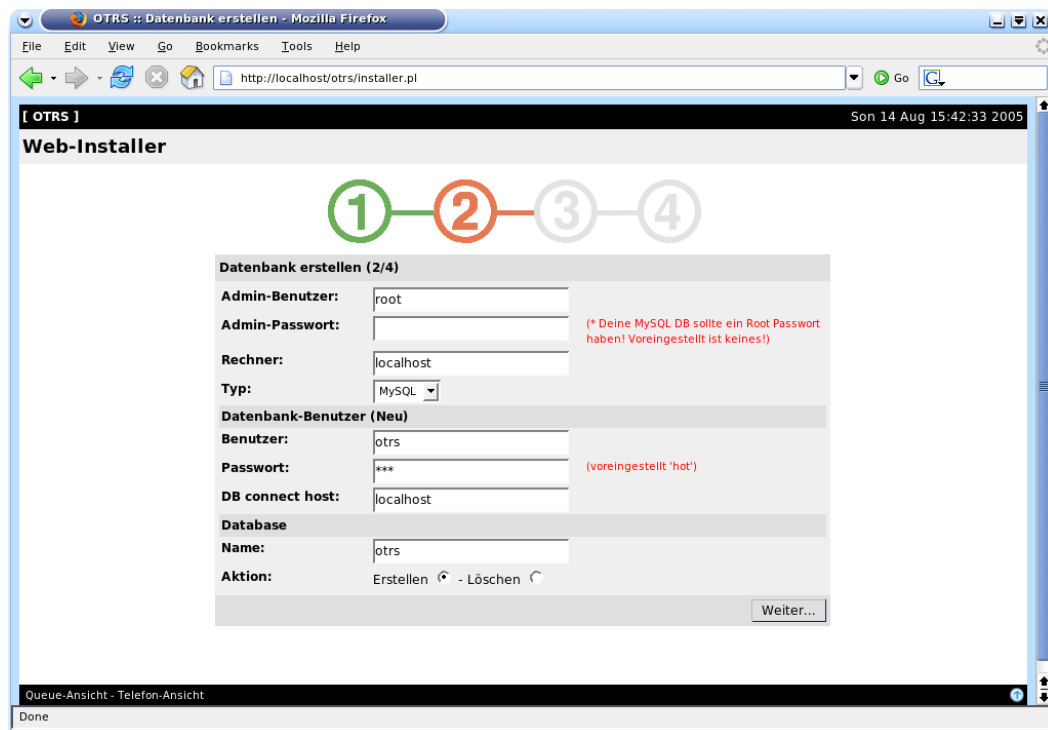 OTRS :: Datenbank erstellen - Mozilla Firefox
File Edit View Go Bookmarks Tools Help
http://localhost/otrs/installer.pl Go G
[ OTRS ] Son 14 Aug 15:42:33 2005
Web-Installer
1 2 3 4
Datenbank erstellen (2/4)
Admin-Benutzer: root
Admin-Passwort: (* Deine MySQL DB sollte ein Root Passwort
haben! Voreingestellt ist keines!)
Rechner: localhost
Typ: MySQL
Datenbank-Benutzer (Neu)
Benutzer: otrs
Passwort: *** (voreingestellt 'hot')
DB connect host: localhost
Database
Name: otrs
Aktion: Erstellen - Löschen
Weiter...
Queue-Ansicht - Telefon-Ansicht
Done